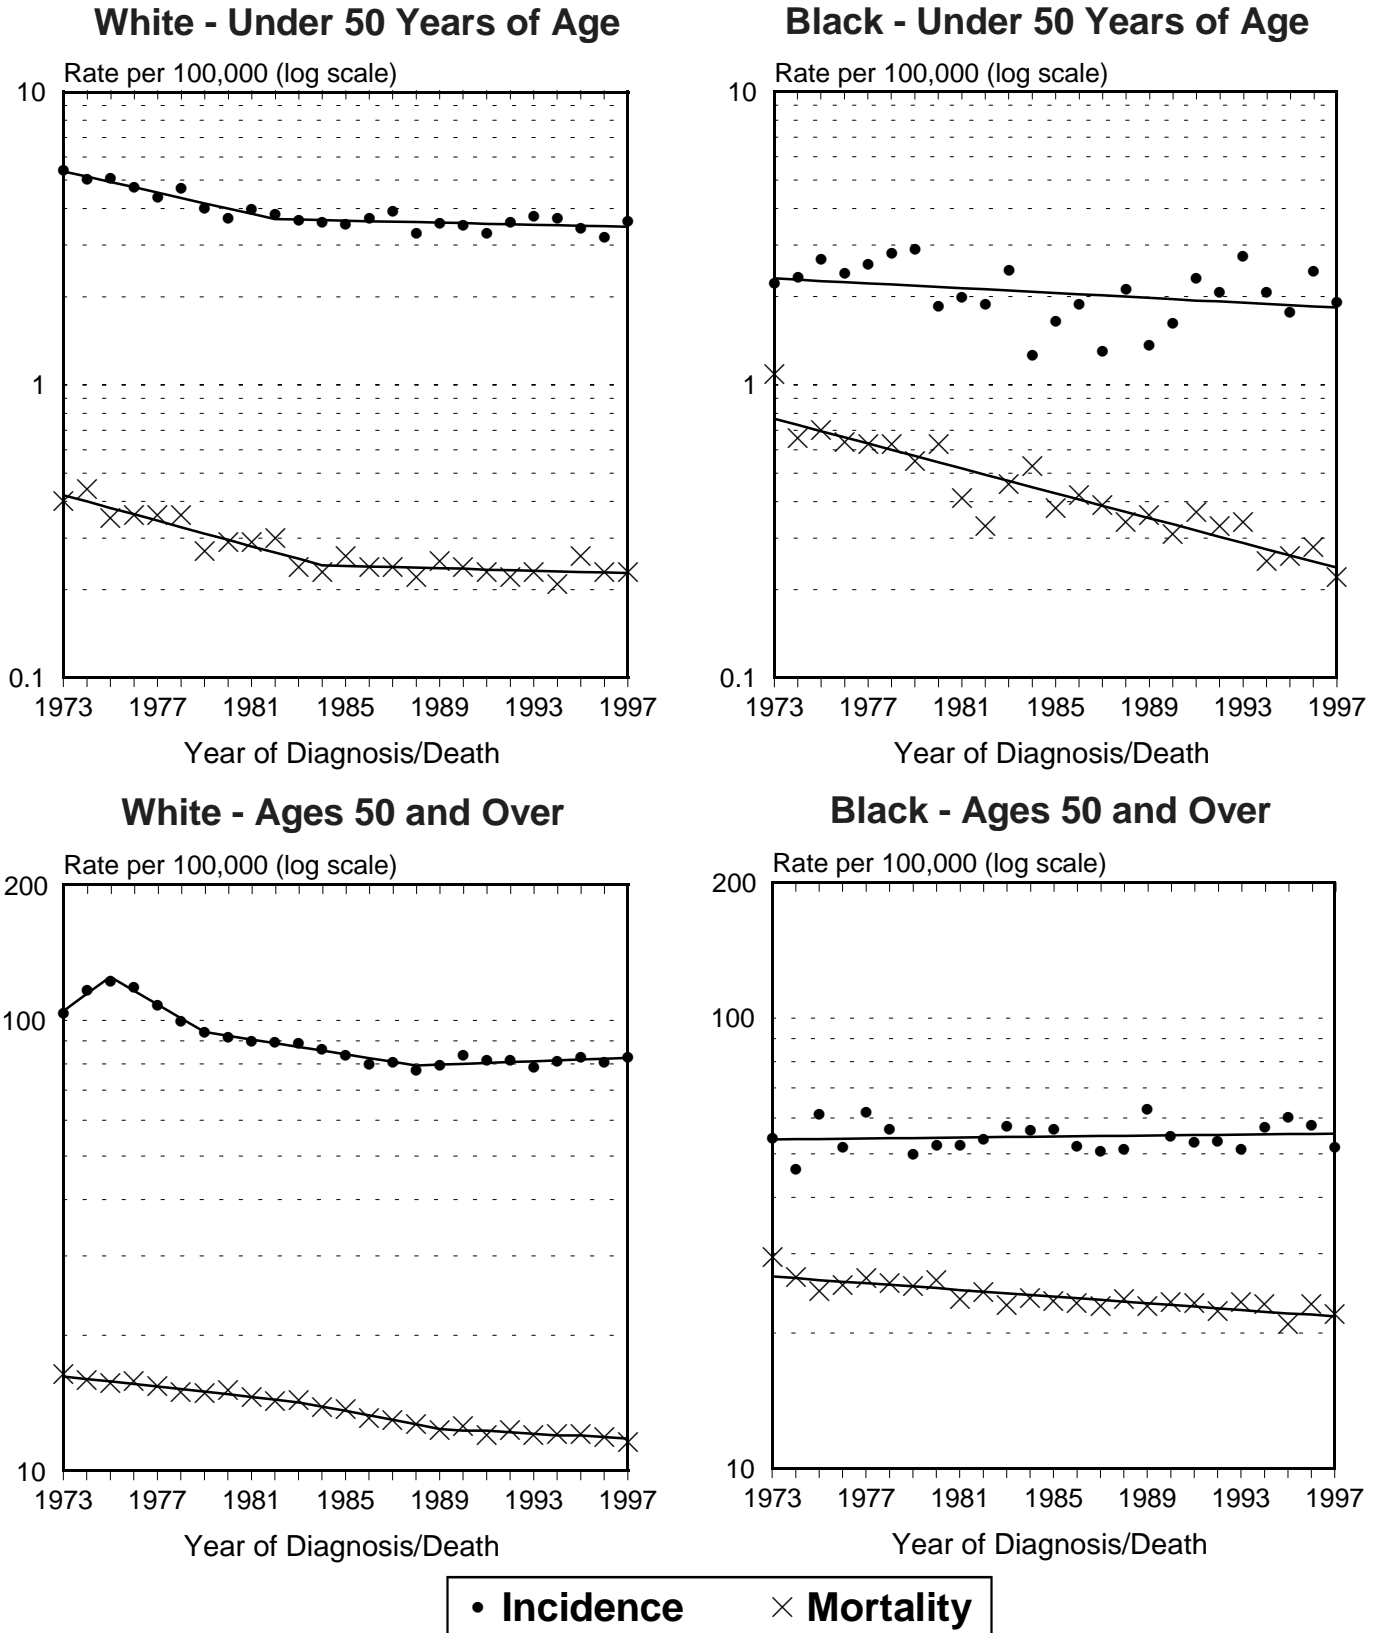 White - Under 50 Years of Age
Rate per 100,000 (log scale)
10
1
0.1
1973 1977 1981 1985 1989 1993 1997
Year of Diagnosis/Death
Black - Under 50 Years of Age
Rate per 100,000 (log scale)
10
1
0.1
1973 1977 1981 1985 1989 1993 1997
Year of Diagnosis/Death
White - Ages 50 and Over
Rate per 100,000 (log scale)
200
100
10
1973 1977 1981 1985 1989 1993 1997
Year of Diagnosis/Death
Black - Ages 50 and Over
Rate per 100,000 (log scale)
200
100
10
1973 1977 1981 1985 1989 1993 1997
Year of Diagnosis/Death
Incidence Mortality